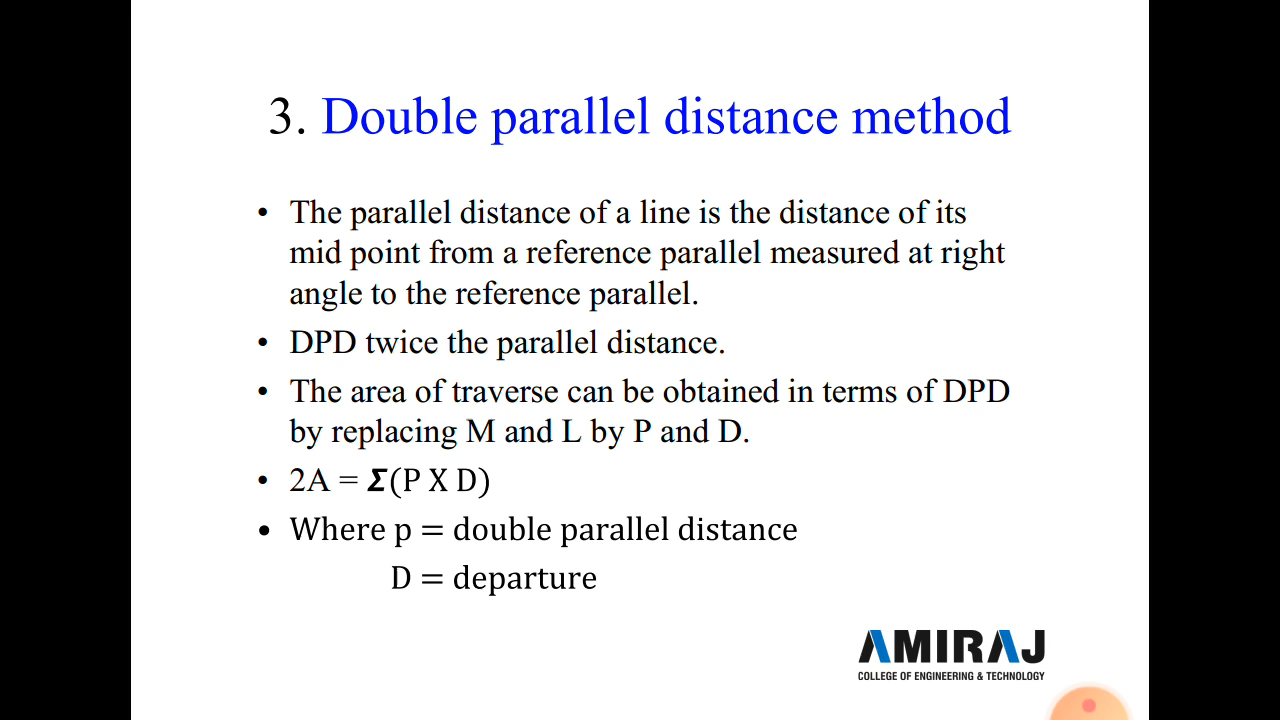 3. Double parallel distance method
• The parallel distance of a line is the distance of its
mid point from a reference parallel measured at right
angle to the reference parallel.
• DPD twice the parallel distance.
• The area of traverse can be obtained in terms of DPD
by replacing M and L by P and D.
• 2A = Σ(P X D)
• Where p = double parallel distance
D = departure
AMIRAJ
COLLEGE OF ENGINEERING & TECHNOLOGY